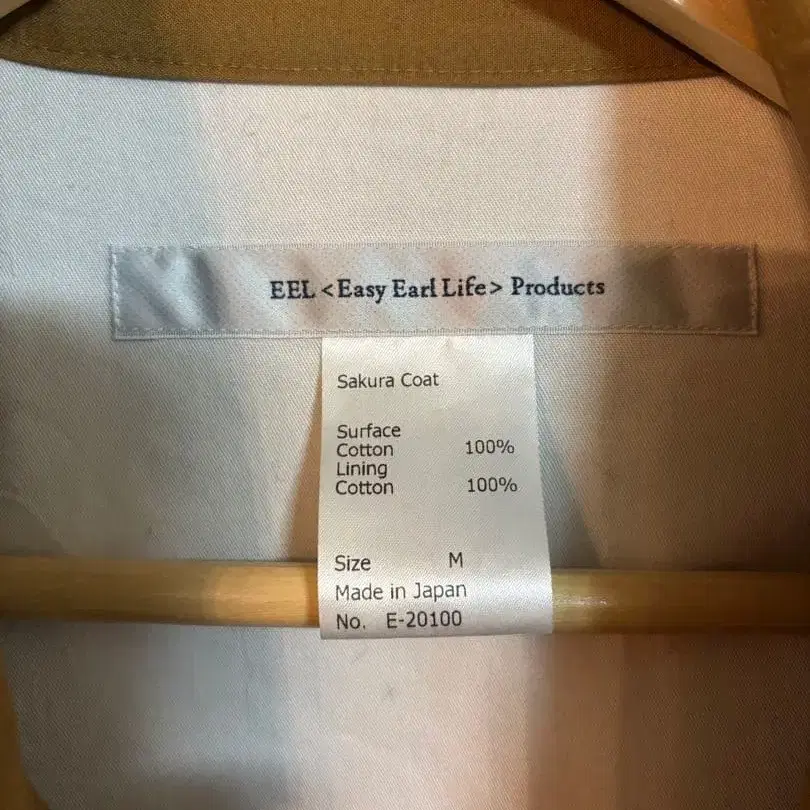 EEL <Easy Earl Life> Products
Sakura Coat
Surface
Cotton 100%
Lining
Cotton 100%
Size M
Made in Japan
No. E-20100